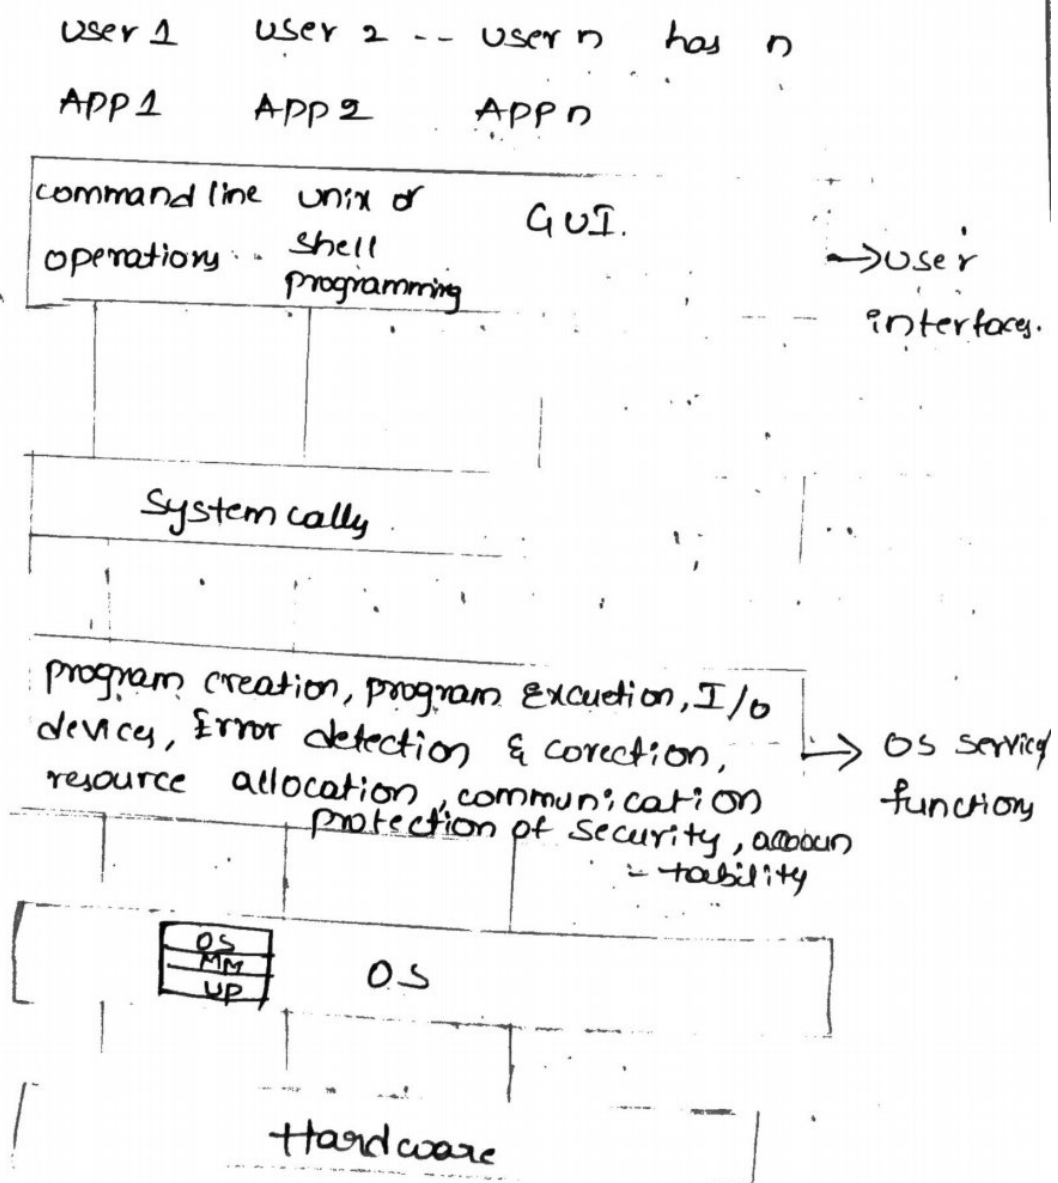 user 1 user 2 -- user n has n
APP 1 APP 2 APP n
command line unix or GUI.
operations shell
programming
→ user
interfaces.
System calls
program creation, program Excuetion, I/o
devices, Error detection & corection,
resource allocation, communication
protection of security, accoun
- tability
→ OS services
functions
OS
MM
UP
OS
Hardware